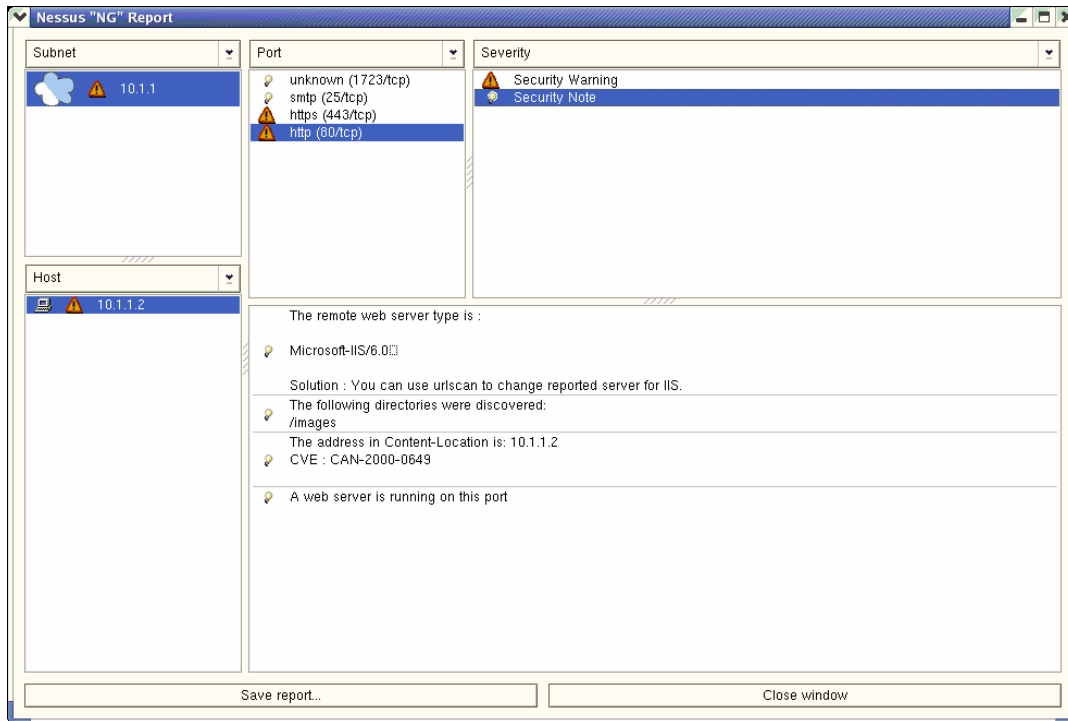 Nessus "NG" Report
Subnet
10.1.1
Port
unknown (1723/tcp)
smtp (25/tcp)
https (443/tcp)
http (80/tcp)
Severity
Security Warning
Security Note
Host
10.1.1.2
The remote web server type is :
Microsoft-IIS/6.0
Solution : You can use urlscan to change reported server for IIS.
The following directories were discovered:
/images
The address in Content-Location is: 10.1.1.2
CVE : CAN-2000-0649
A web server is running on this port
Save report...
Close window